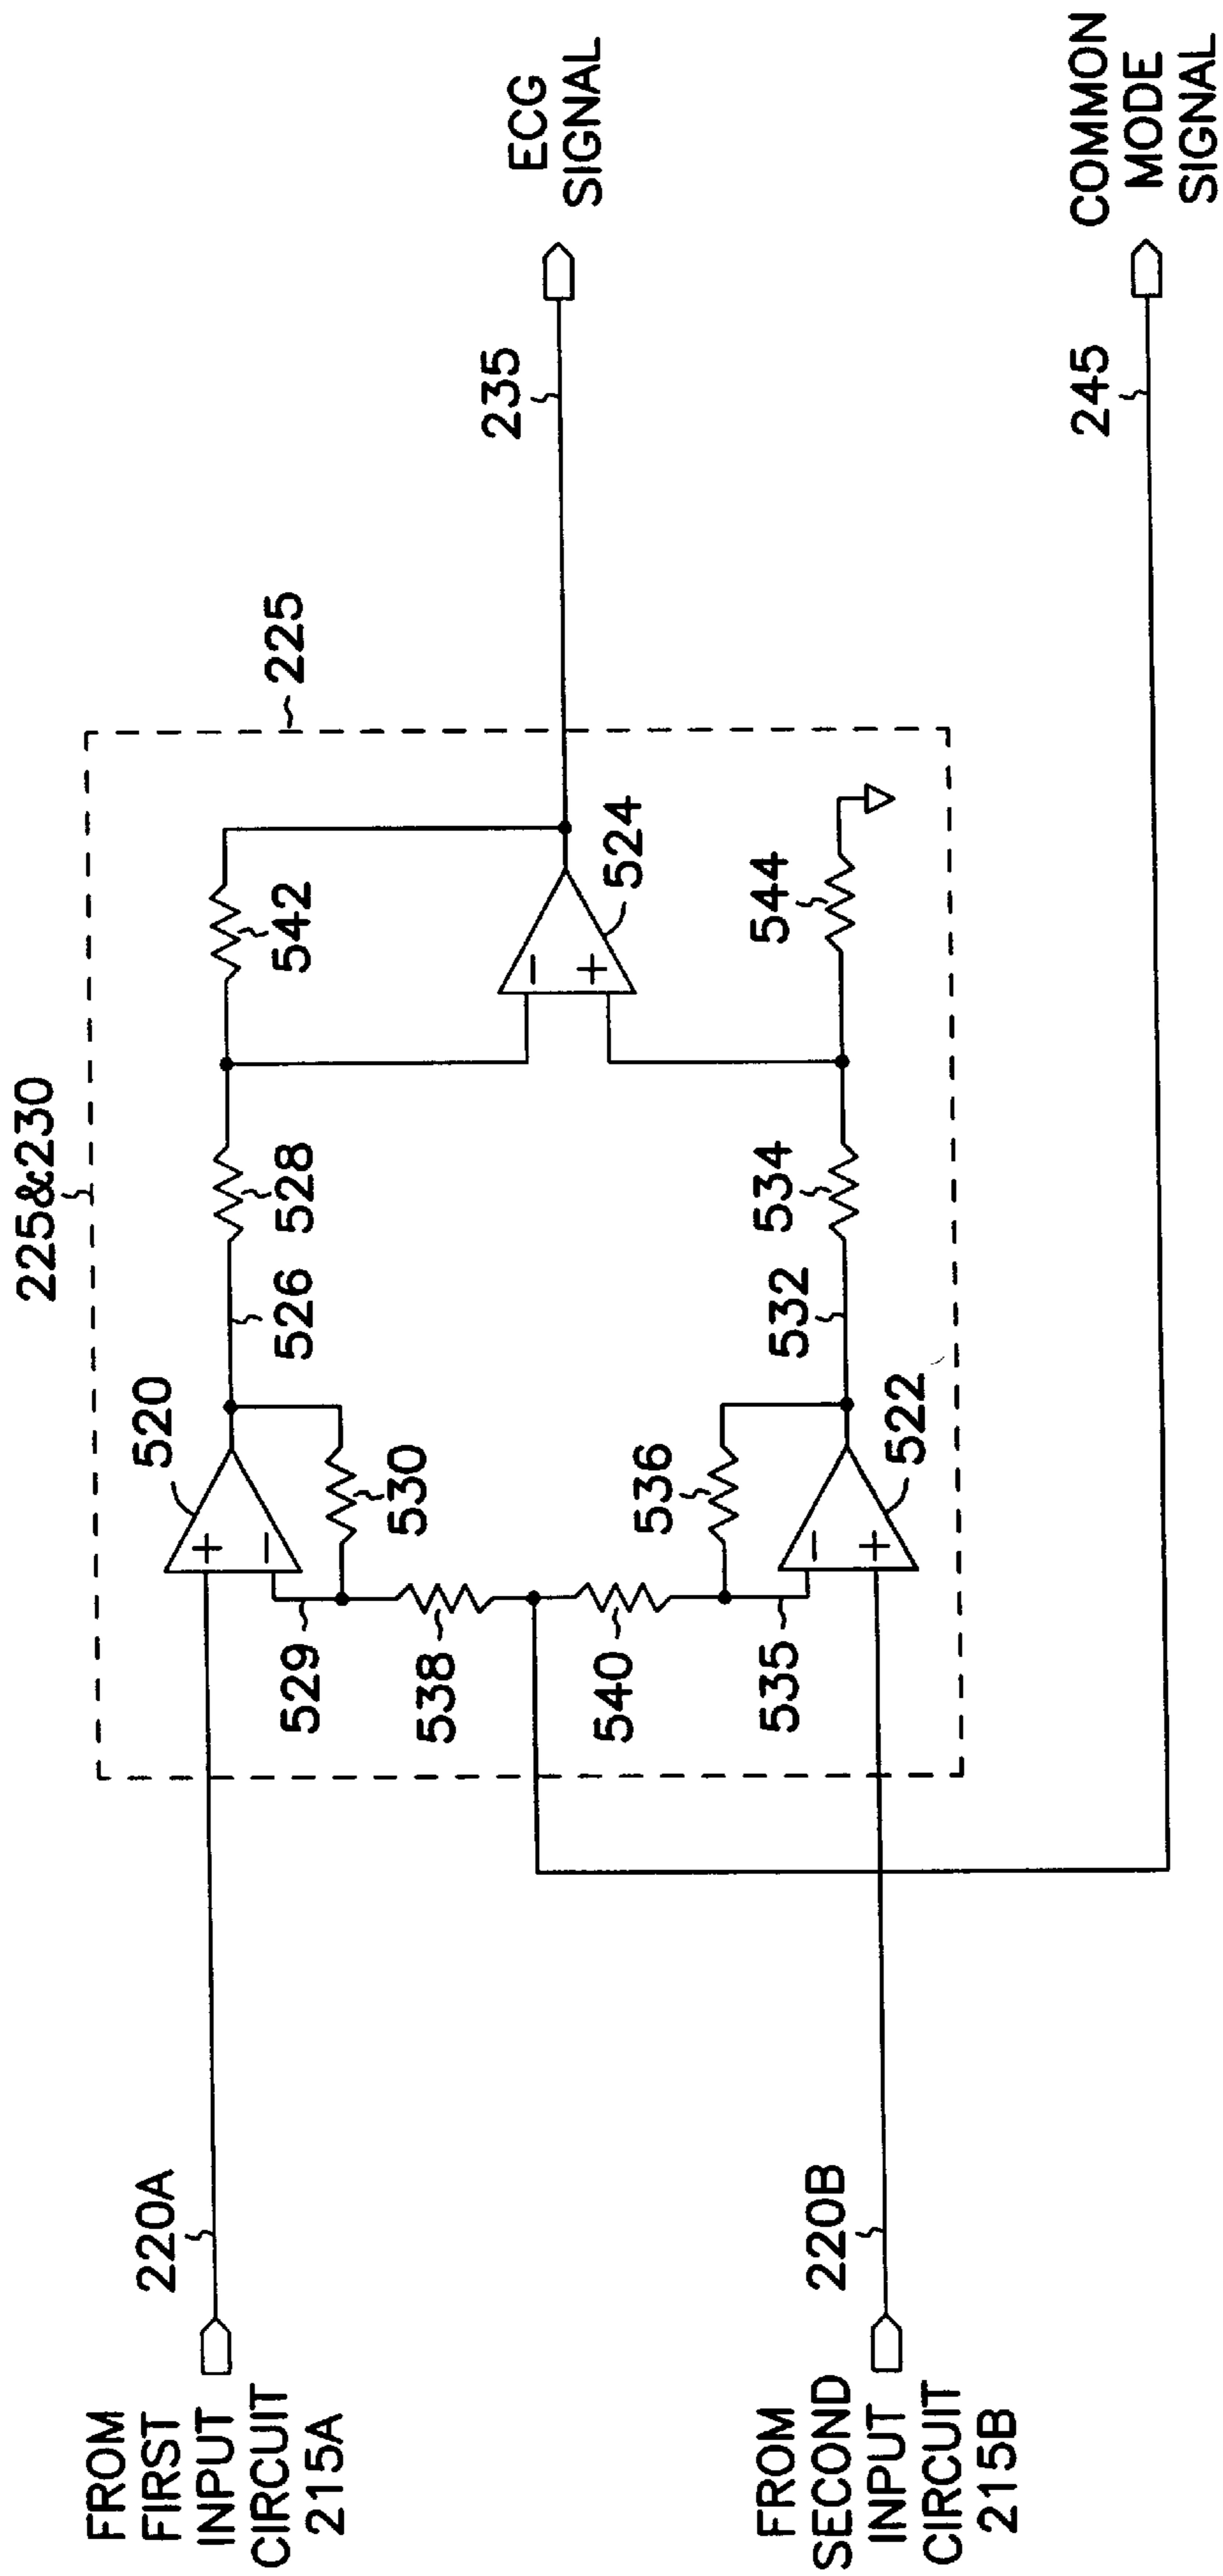 225&230
225
FROM
FIRST
INPUT
CIRCUIT
215A
220A
520
+
−
526
528
542
529
530
538
−
+
524
235
ECG
SIGNAL
540
536
535
−
+
522
532
534
544
FROM
SECOND
INPUT
CIRCUIT
215B
220B
245
COMMON
MODE
SIGNAL